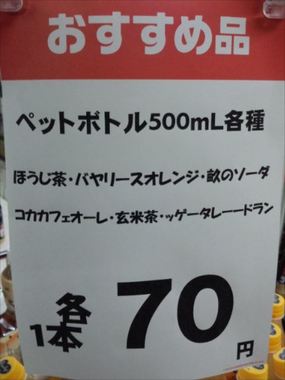 おすすめ品
ペットボトル500mL各種
ほうじ茶・バヤリースオレンジ・畝のソーダ
コカカフェオーレ・玄米茶・ッゲータレーードラン
各1本 70円